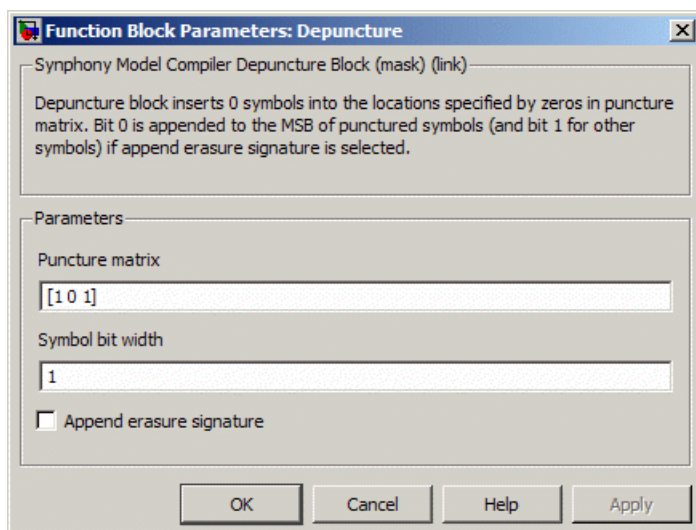 Function Block Parameters: Depuncture
Synphony Model Compiler Depuncture Block (mask) (link)
Depuncture block inserts 0 symbols into the locations specified by zeros in puncture
matrix. Bit 0 is appended to the MSB of punctured symbols (and bit 1 for other
symbols) if append erasure signature is selected.
Parameters
Puncture matrix
[1 0 1]
Symbol bit width
1
Append erasure signature
OK Cancel Help Apply